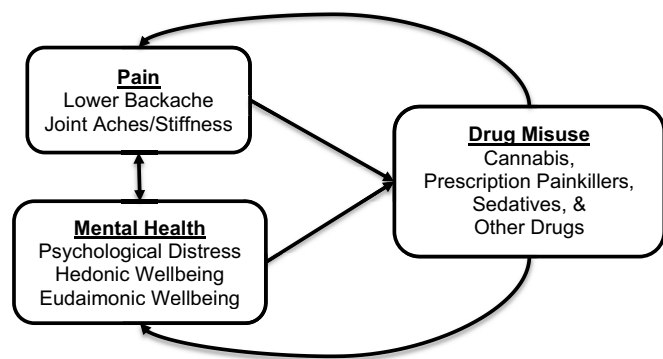 Pain
Lower Backache
Joint Aches/Stiffness
Mental Health
Psychological Distress
Hedonic Wellbeing
Eudaimonic Wellbeing
Drug Misuse
Cannabis,
Prescription Painkillers,
Sedatives, &
Other Drugs